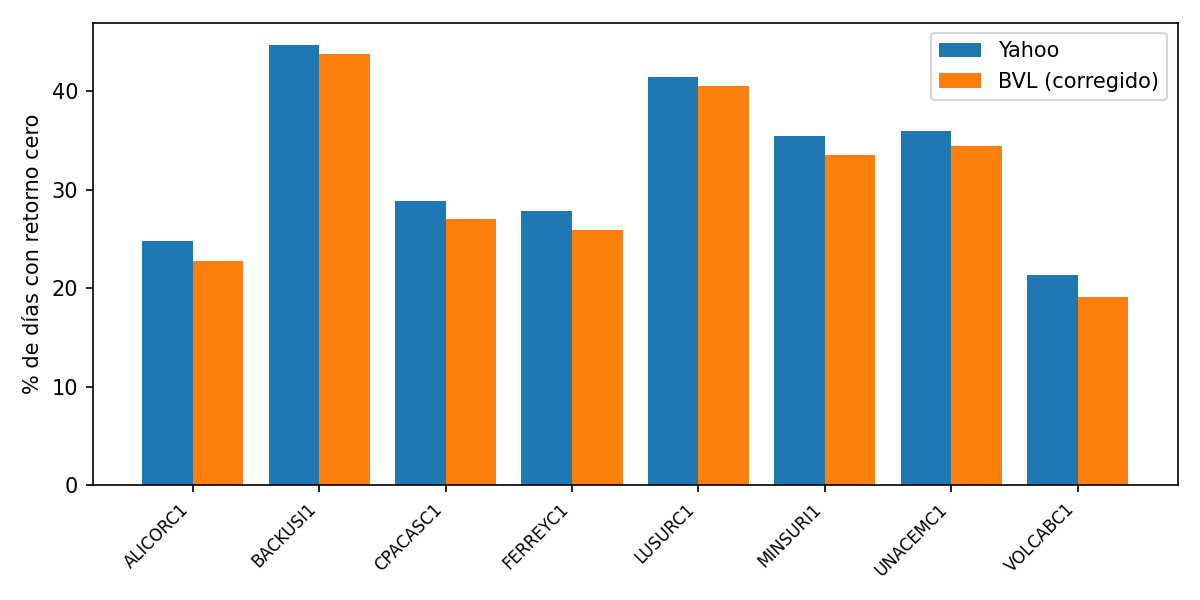 Yahoo
BVL (corregido)
% de días con retorno cero
40
30
20
10
0
ALICORC1
BACKUSI1
CPACASC1
FERREYC1
LUSURC1
MINSURI1
UNACEMC1
VOLCABC1